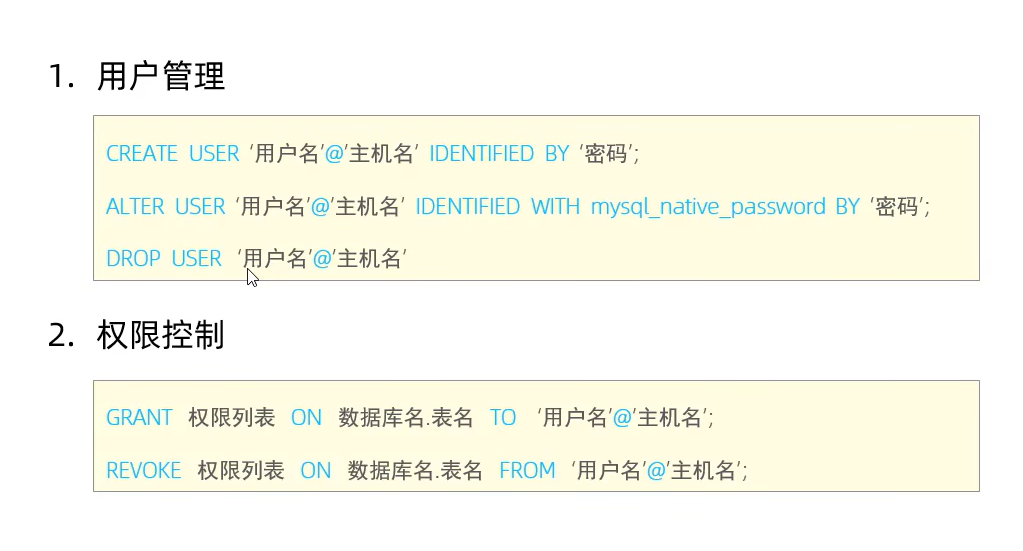 1. 用户管理
CREATE USER '用户名'@'主机名' IDENTIFIED BY '密码';
ALTER USER '用户名'@'主机名' IDENTIFIED WITH mysql_native_password BY '密码';
DROP USER '用户名'@'主机名'
2. 权限控制
GRANT 权限列表 ON 数据库名.表名 TO '用户名'@'主机名';
REVOKE 权限列表 ON 数据库名.表名 FROM '用户名'@'主机名';